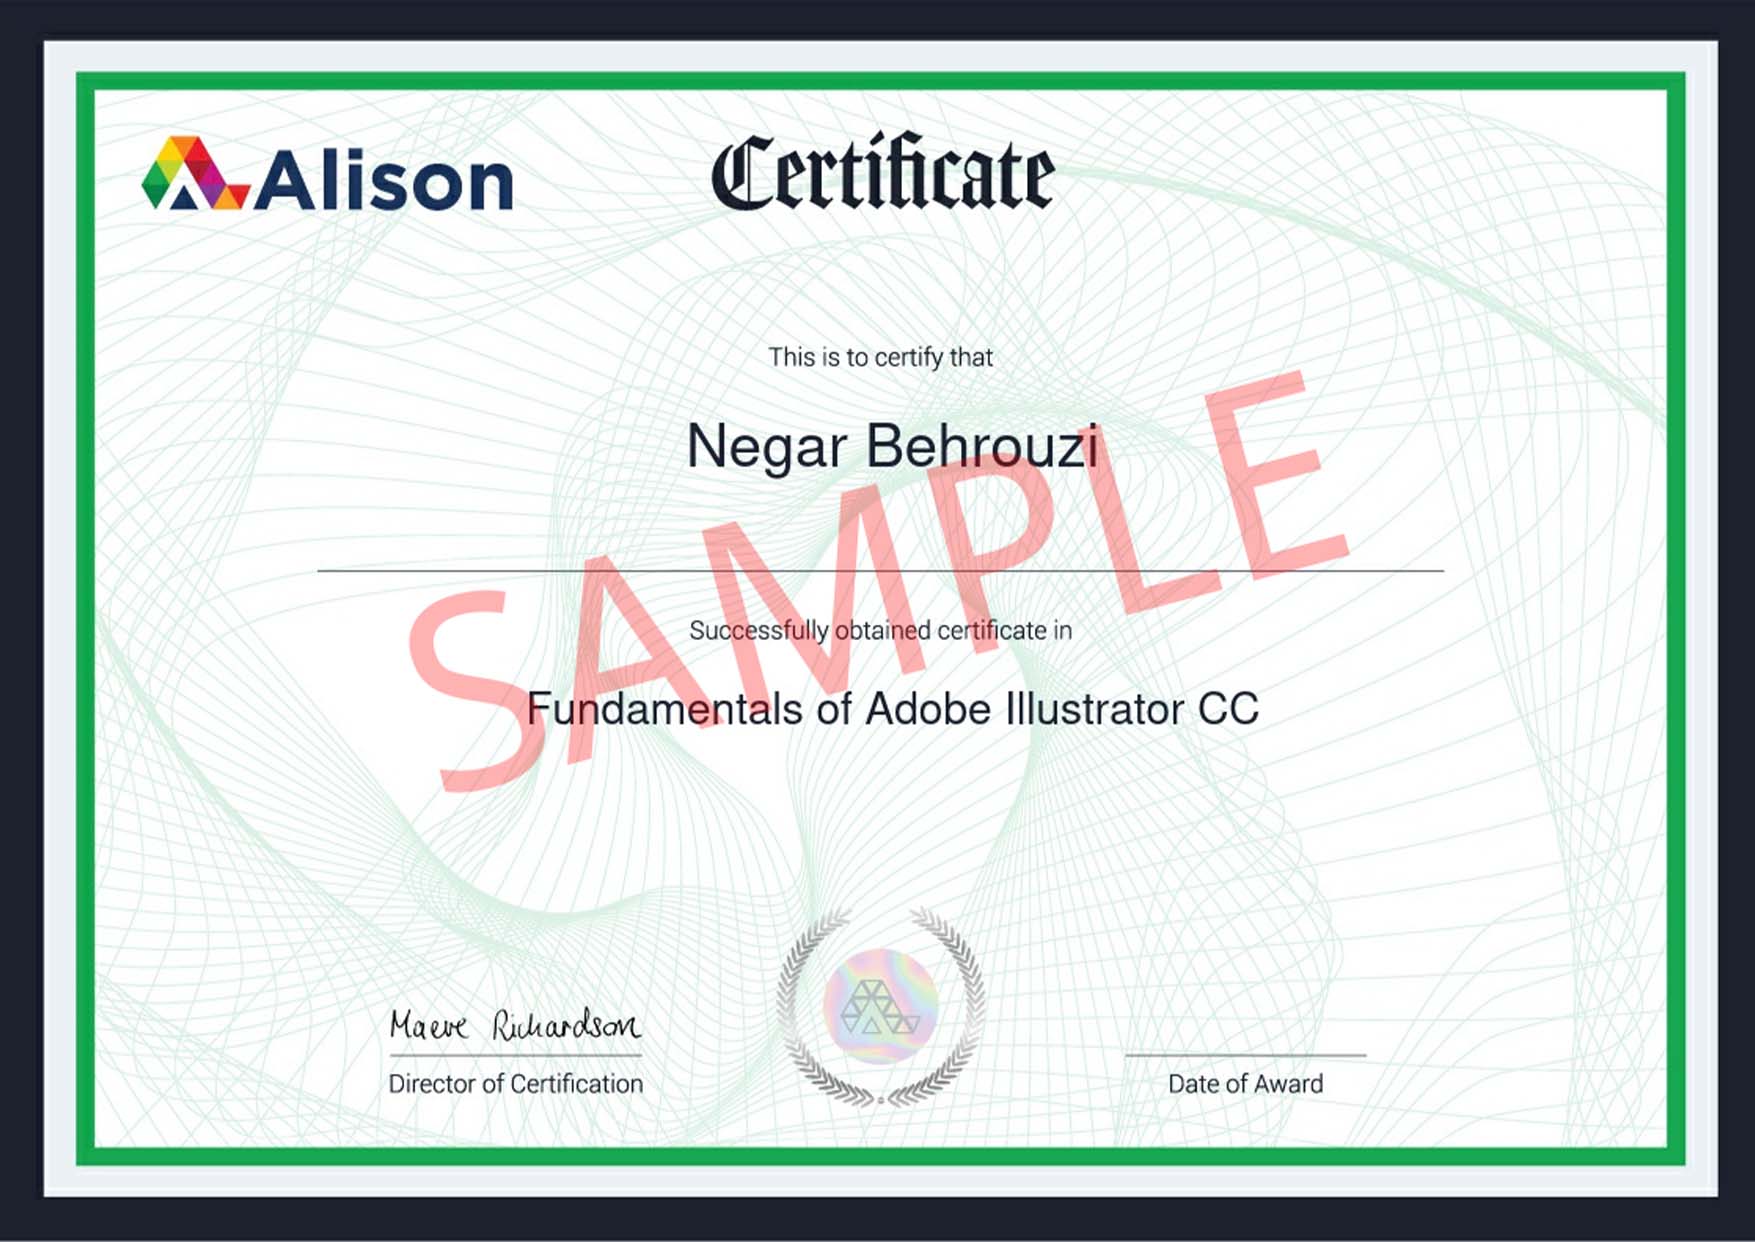 Alison
Certificate
This is to certify that
Negar Behrouzi
SAMPLE
Successfully obtained certificate in
Fundamentals of Adobe Illustrator CC
Maeve Richardson
Director of Certification
Date of Award